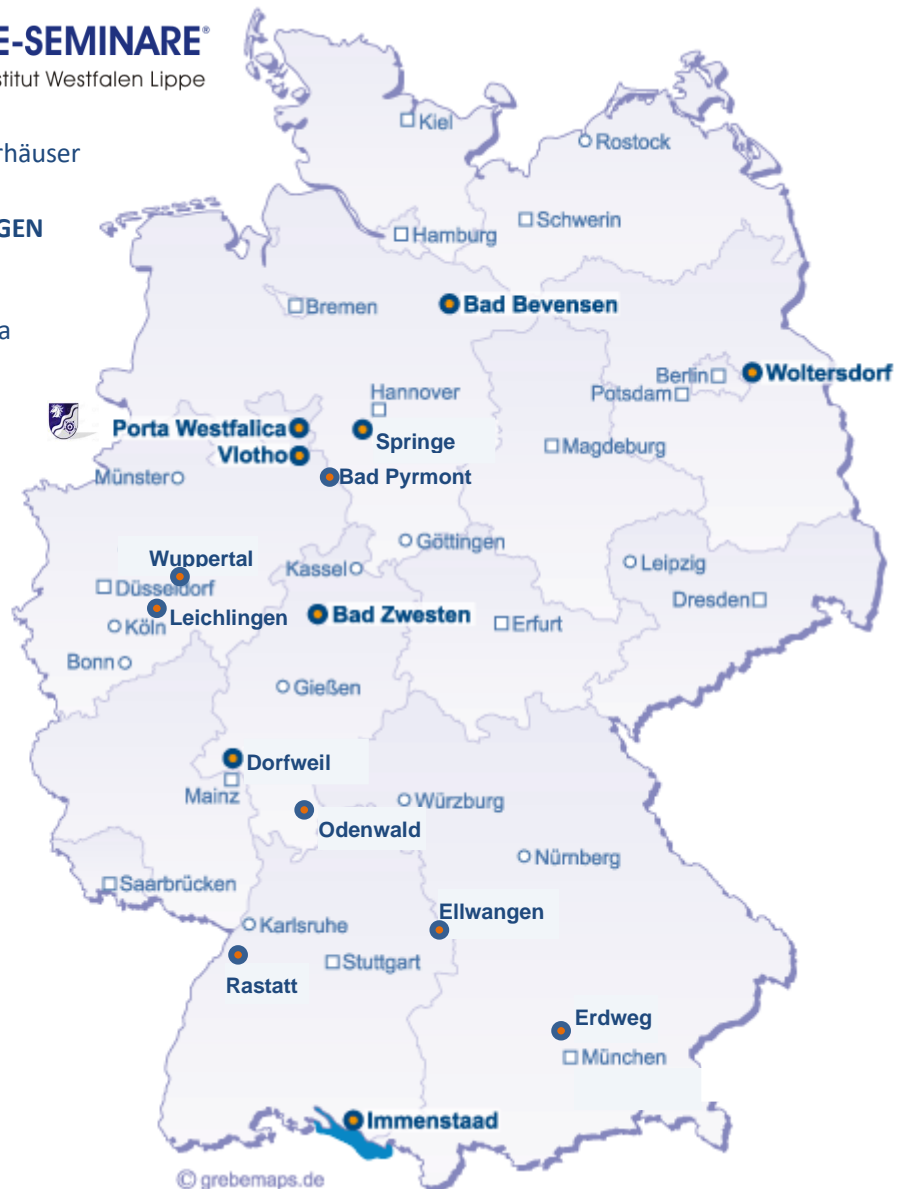 E-SEMINARE®
stitut Westfalen Lippe
Kiel
rhäuser
Rostock
Schwerin
GEN
Hamburg
Bremen
Bad Bevensen
a
Berlin
Woltersdorf
Hannover
Potsdam
Porta Westfalica
Springe
Magdeburg
Vlotho
Münster
Bad Pyrmont
Göttingen
Wuppertal
Kassel
Leipzig
Düsseldorf
Dresden
Leichlingen
Bad Zwesten
Köln
Erfurt
Bonn
Gießen
Dorfweil
Mainz
Würzburg
Odenwald
Nürnberg
Saarbrücken
Ellwangen
Karlsruhe
Stuttgart
Rastatt
Erdweg
München
Immenstaad
© grebemaps.de